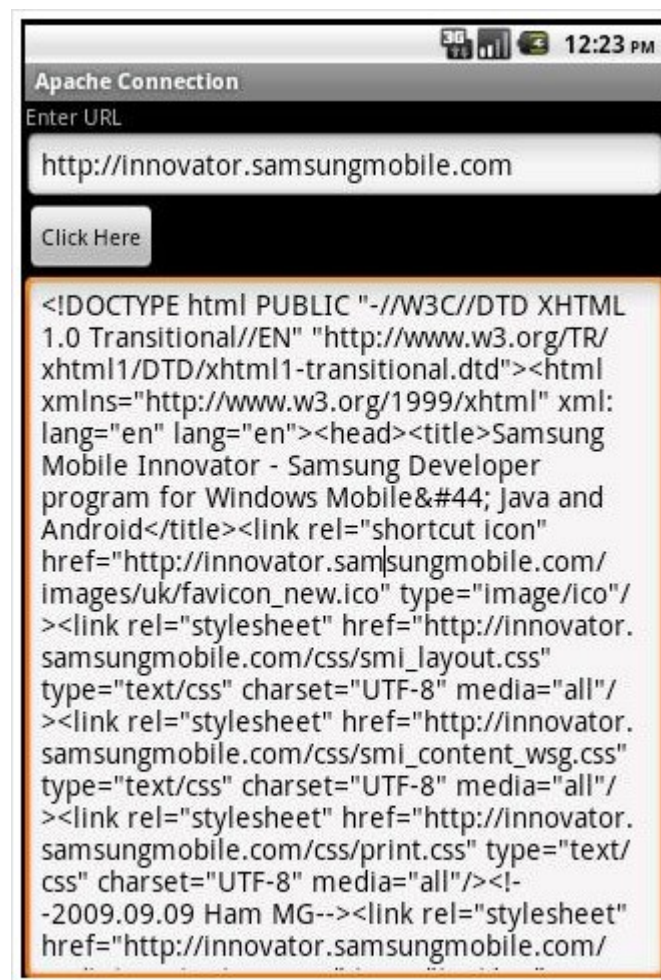 3G
12:23 PM
Apache Connection
Enter URL
http://innovator.samsungmobile.com
Click Here
<!DOCTYPE html PUBLIC "-//W3C//DTD XHTML
1.0 Transitional//EN" "http://www.w3.org/TR/
xhtml1/DTD/xhtml1-transitional.dtd"><html
xmlns="http://www.w3.org/1999/xhtml" xml:
lang="en" lang="en"><head><title>Samsung
Mobile Innovator - Samsung Developer
program for Windows Mobile&#44; Java and
Android</title><link rel="shortcut icon"
href="http://innovator.samsungmobile.com/
images/uk/favicon_new.ico" type="image/ico"/
><link rel="stylesheet" href="http://innovator.
samsungmobile.com/css/smi_layout.css"
type="text/css" charset="UTF-8" media="all"/
><link rel="stylesheet" href="http://innovator.
samsungmobile.com/css/smi_content_wsg.css"
type="text/css" charset="UTF-8" media="all"/
><link rel="stylesheet" href="http://innovator.
samsungmobile.com/css/print.css" type="text/
css" charset="UTF-8" media="all"/><!-
-2009.09.09 Ham MG--><link rel="stylesheet"
href="http://innovator.samsungmobile.com/